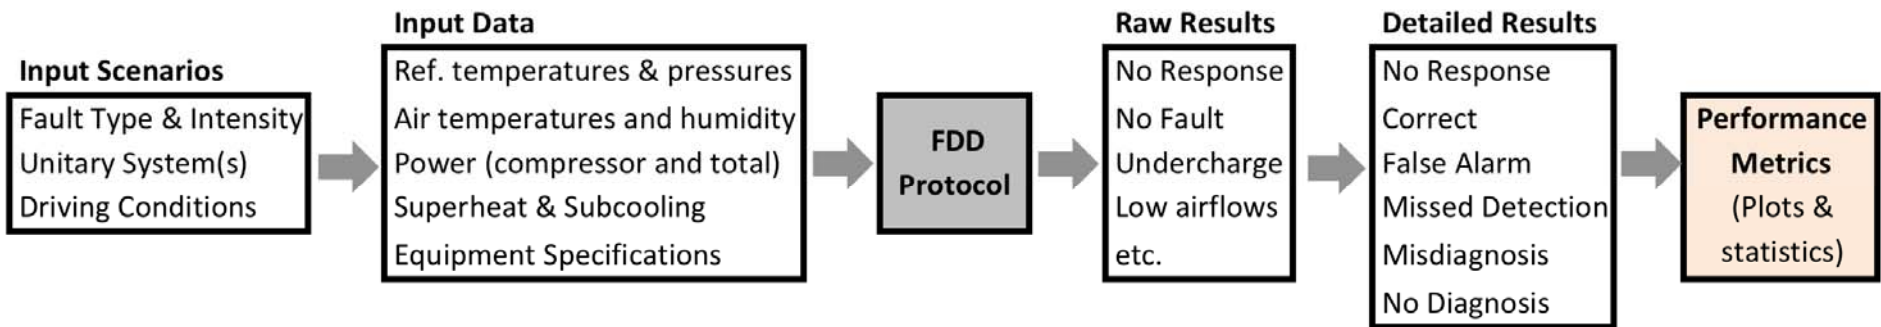 Input Scenarios
Fault Type & Intensity
Unitary System(s)
Driving Conditions
Input Data
Ref. temperatures & pressures
Air temperatures and humidity
Power (compressor and total)
Superheat & Subcooling
Equipment Specifications
FDD
Protocol
Raw Results
No Response
No Fault
Undercharge
Low airflows
etc.
Detailed Results
No Response
Correct
False Alarm
Missed Detection
Misdiagnosis
No Diagnosis
Performance
Metrics
(Plots &
statistics)